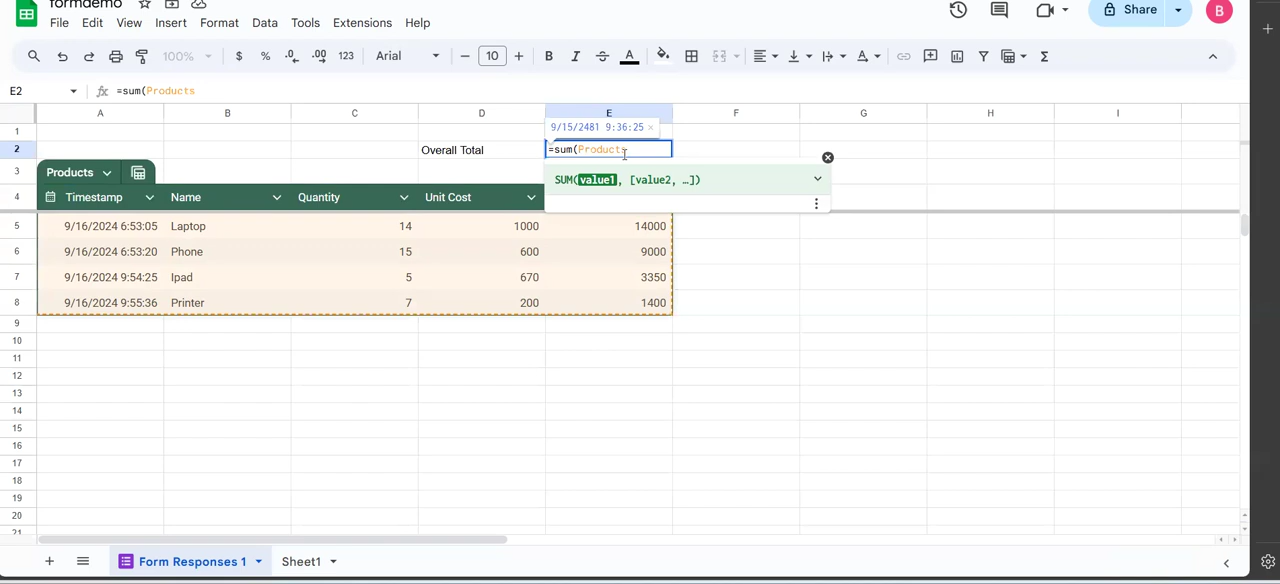 formdemo
File Edit View Insert Format Data Tools Extensions Help
Share
B
100% $ % .0 .00 123 Arial 10 B I A Σ
E2 fx =sum(Products
A B C D E F G H I
9/15/2481 9:36:25 ×
1
2 Overall Total =sum(Products
SUM(value1, [value2, …])
3 Products
4 Timestamp Name Quantity Unit Cost
5 9/16/2024 6:53:05 Laptop 14 1000 14000
6 9/16/2024 6:53:20 Phone 15 600 9000
7 9/16/2024 9:54:25 Ipad 5 670 3350
8 9/16/2024 9:55:36 Printer 7 200 1400
9
10
11
12
13
14
15
16
17
18
19
20
21
Form Responses 1 Sheet1